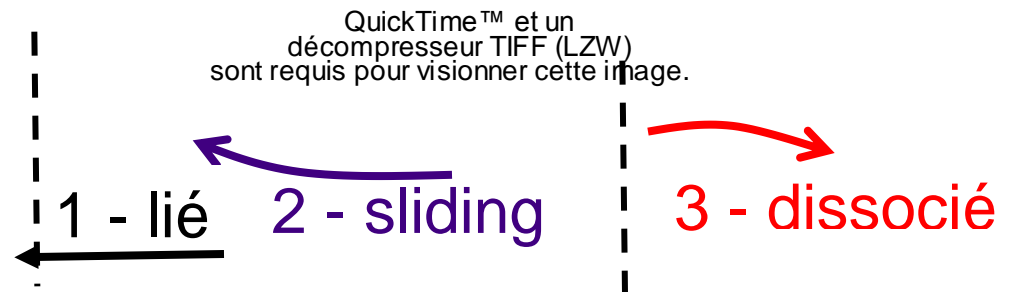 QuickTime™ et un
décompresseur TIFF (LZW)
sont requis pour visionner cette image.
1 - lié
2 - sliding
3 - dissocié